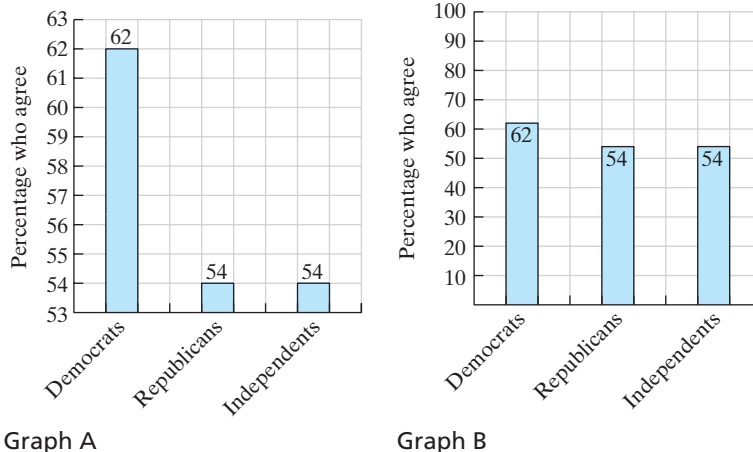 Percentage who agree
63
62
61
60
59
58
57
56
55
54
53
62
54
54
Democrats
Republicans
Independents
Graph A
Percentage who agree
100
90
80
70
60
50
40
30
20
10
62
54
54
Democrats
Republicans
Independents
Graph B